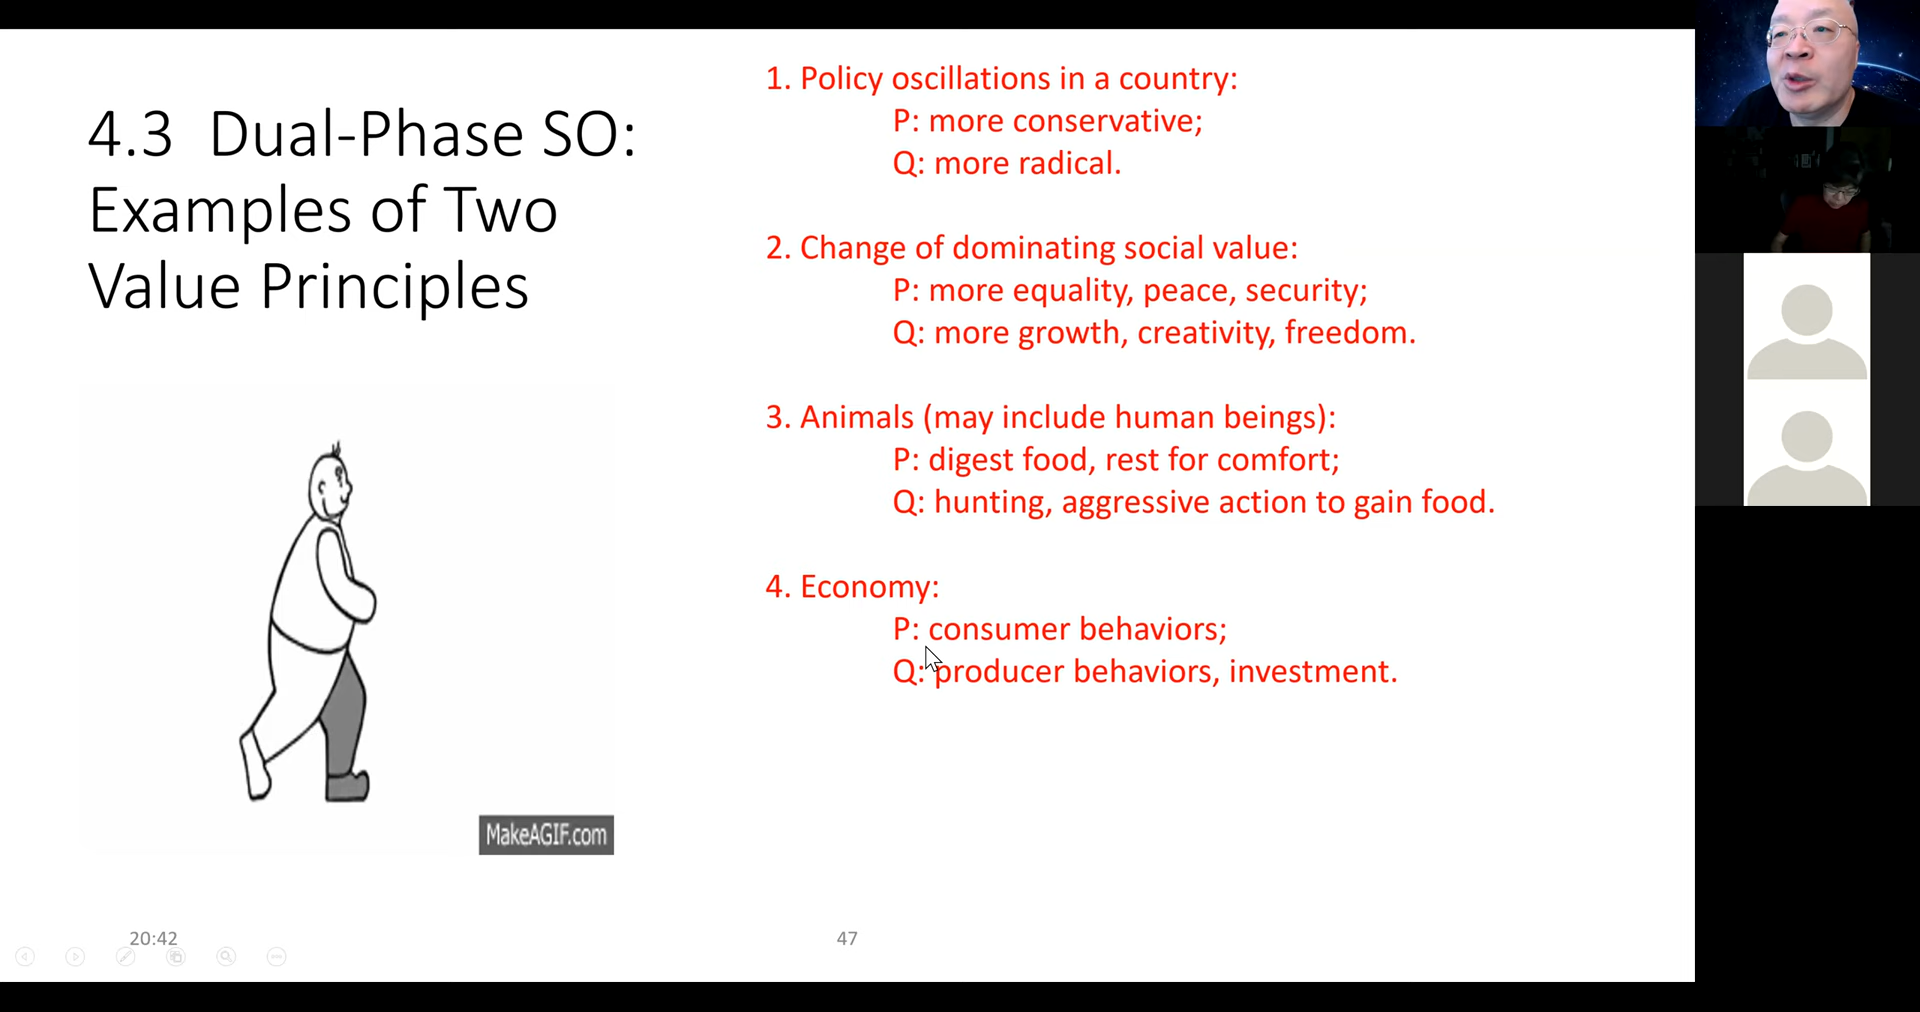 4.3 Dual-Phase SO:
Examples of Two
Value Principles
1. Policy oscillations in a country:
P: more conservative;
Q: more radical.
2. Change of dominating social value:
P: more equality, peace, security;
Q: more growth, creativity, freedom.
3. Animals (may include human beings):
P: digest food, rest for comfort;
Q: hunting, aggressive action to gain food.
4. Economy:
P: consumer behaviors;
Q: producer behaviors, investment.
MakeAGIF.com
20:42
47